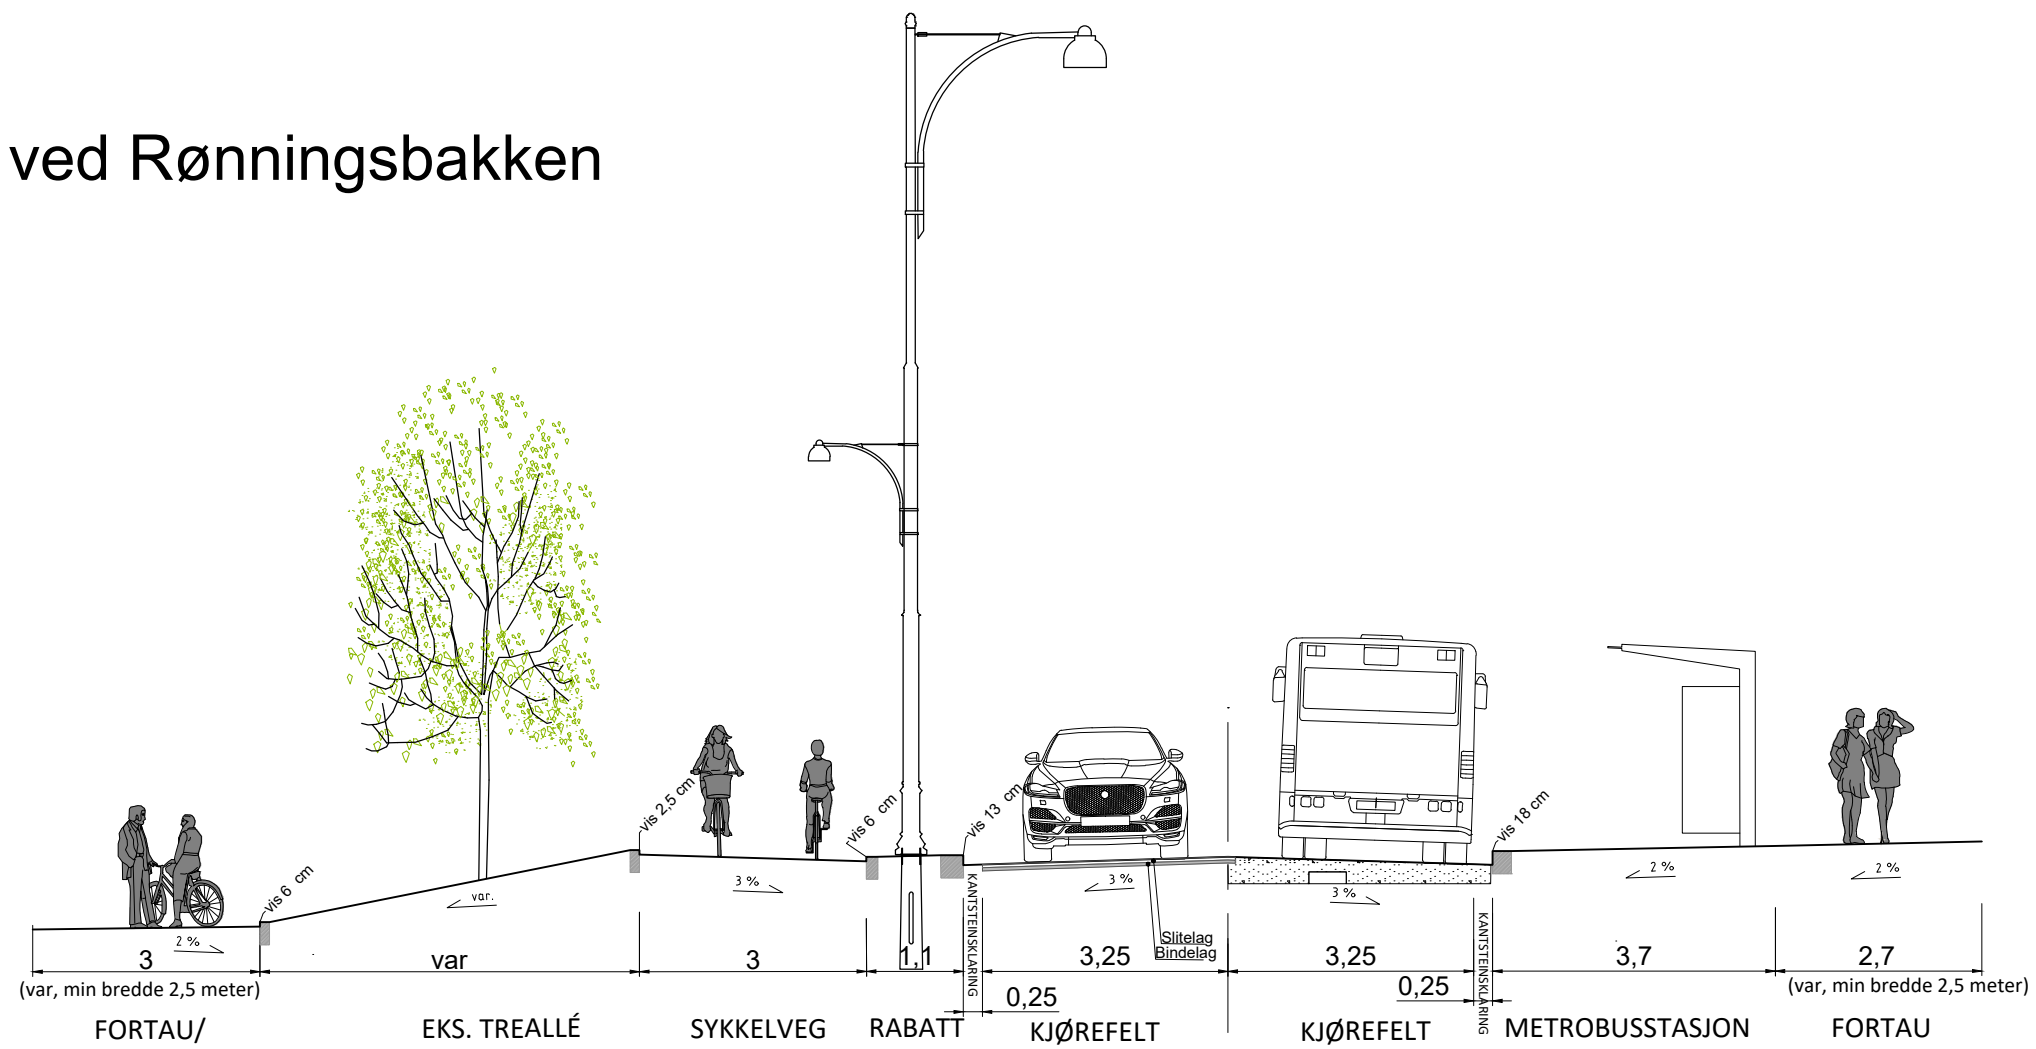 ved Rønningsbakken
vis 6 cm
vis 2,5 cm
vis 6 cm
vis 13 cm
vis 18 cm
2 %
var.
3 %
3 %
3 %
2 %
2 %
Slitelag
Bindelag
KANTSTEINSKLARING
KANTSTEINSKLARING
3
var
3
1,1
3,25
3,25
3,7
2,7
(var, min bredde 2,5 meter)
0,25
0,25
(var, min bredde 2,5 meter)
FORTAU/
EKS. TREALLÉ
SYKKELVEG
RABATT
KJØREFELT
KJØREFELT
METROBUSSTASJON
FORTAU